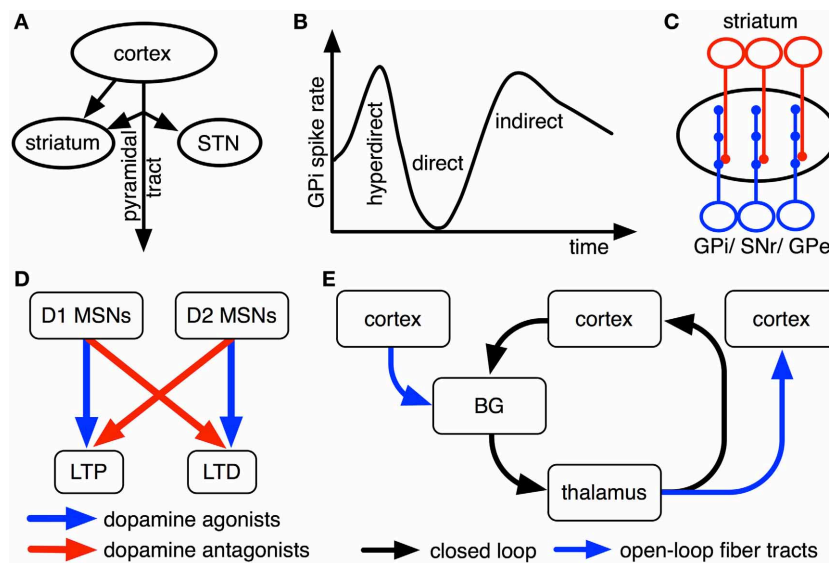 A
cortex
striatum
STN
pyramidal
tract
B
GPi spike rate
hyperdirect
direct
indirect
time
C
striatum
GPi/ SNr/ GPe
D
D1 MSNs
D2 MSNs
LTP
LTD
dopamine agonists
dopamine antagonists
E
cortex
cortex
cortex
BG
thalamus
closed loop
open-loop fiber tracts